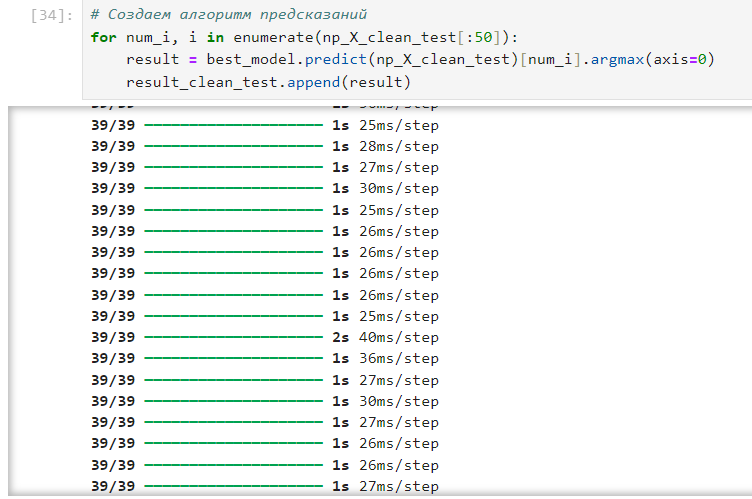 [34]: # Создаем алгоритм предсказаний
for num_i, i in enumerate(np_X_clean_test[:50]):
    result = best_model.predict(np_X_clean_test)[num_i].argmax(axis=0)
    result_clean_test.append(result)
39/39 1s 25ms/step
39/39 1s 28ms/step
39/39 1s 27ms/step
39/39 1s 30ms/step
39/39 1s 25ms/step
39/39 1s 26ms/step
39/39 1s 26ms/step
39/39 1s 26ms/step
39/39 1s 26ms/step
39/39 1s 25ms/step
39/39 2s 40ms/step
39/39 1s 36ms/step
39/39 1s 27ms/step
39/39 1s 30ms/step
39/39 1s 27ms/step
39/39 1s 26ms/step
39/39 1s 26ms/step
39/39 1s 27ms/step